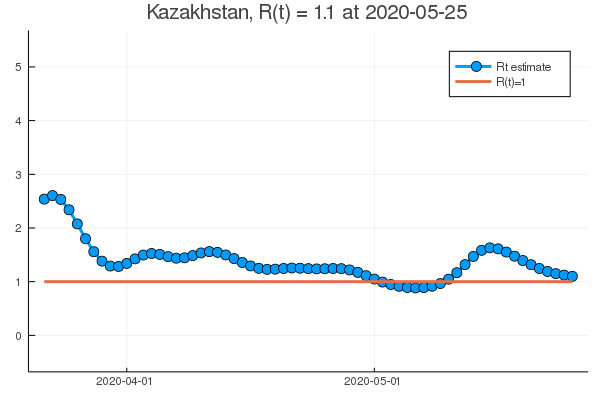 Kazakhstan, R(t) = 1.1 at 2020-05-25
Rt estimate
R(t)=1
5
4
3
2
1
0
2020-04-01
2020-05-01